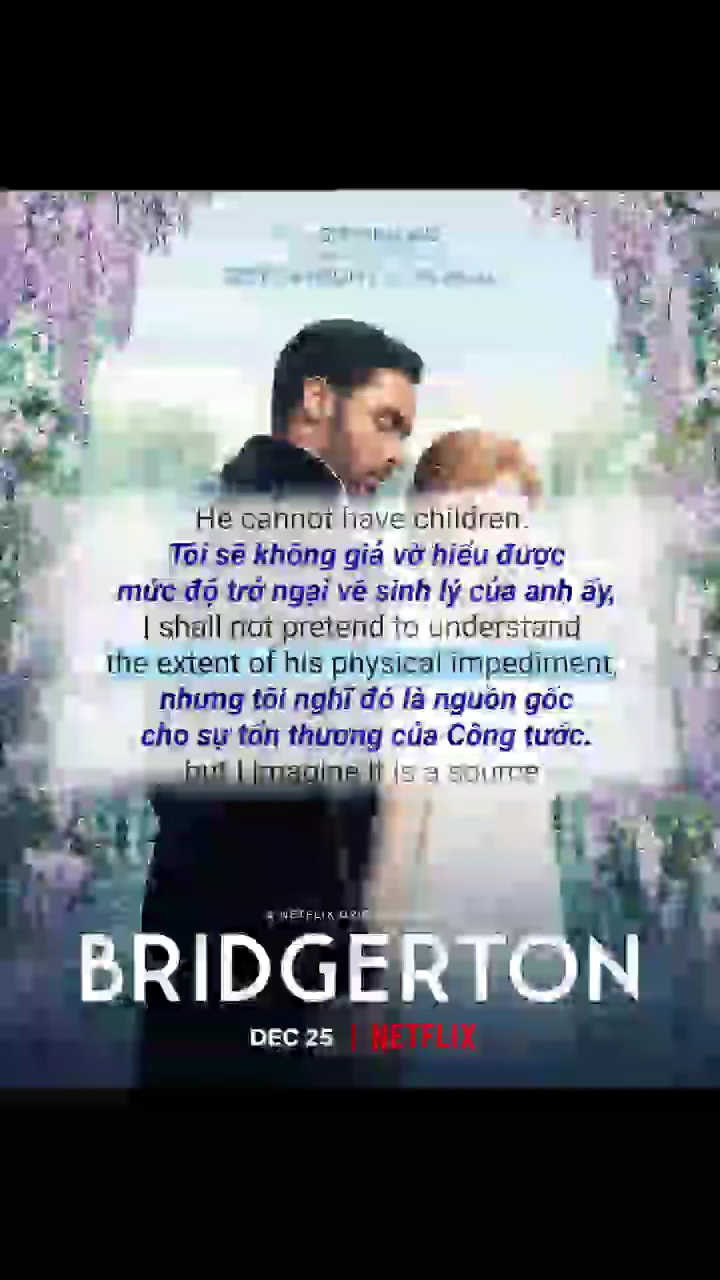 He cannot have children.
Tôi sẽ không giả vờ hiểu được
mức độ trở ngại về sinh lý của anh ấy,
I shall not pretend to understand
the extent of his physical impediment,
nhưng tôi nghĩ đó là nguồn gốc
cho sự tổn thương của Công tước.
but I imagine it is a source
A NETFLIX
BRIDGERTON
DEC 25 | NETFLIX